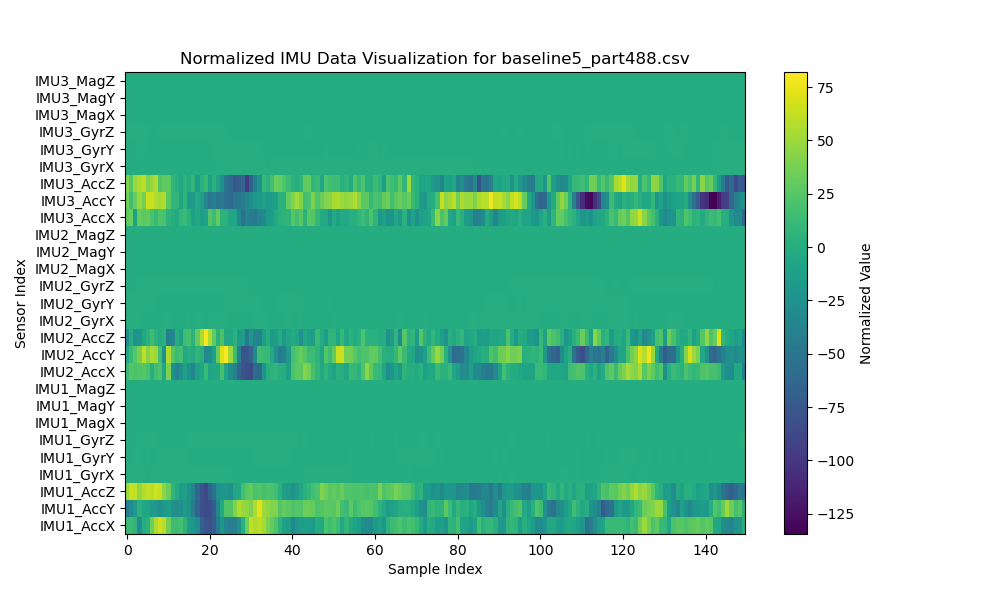 Normalized IMU Data Visualization for baseline5_part488.csv
IMU3_MagZ
IMU3_MagY
IMU3_MagX
IMU3_GyrZ
IMU3_GyrY
IMU3_GyrX
IMU3_AccZ
IMU3_AccY
IMU3_AccX
IMU2_MagZ
IMU2_MagY
IMU2_MagX
IMU2_GyrZ
IMU2_GyrY
IMU2_GyrX
IMU2_AccZ
IMU2_AccY
IMU2_AccX
IMU1_MagZ
IMU1_MagY
IMU1_MagX
IMU1_GyrZ
IMU1_GyrY
IMU1_GyrX
IMU1_AccZ
IMU1_AccY
IMU1_AccX
Sensor Index
0 20 40 60 80 100 120 140
Sample Index
75
50
25
0
−25
−50
−75
−100
−125
Normalized Value